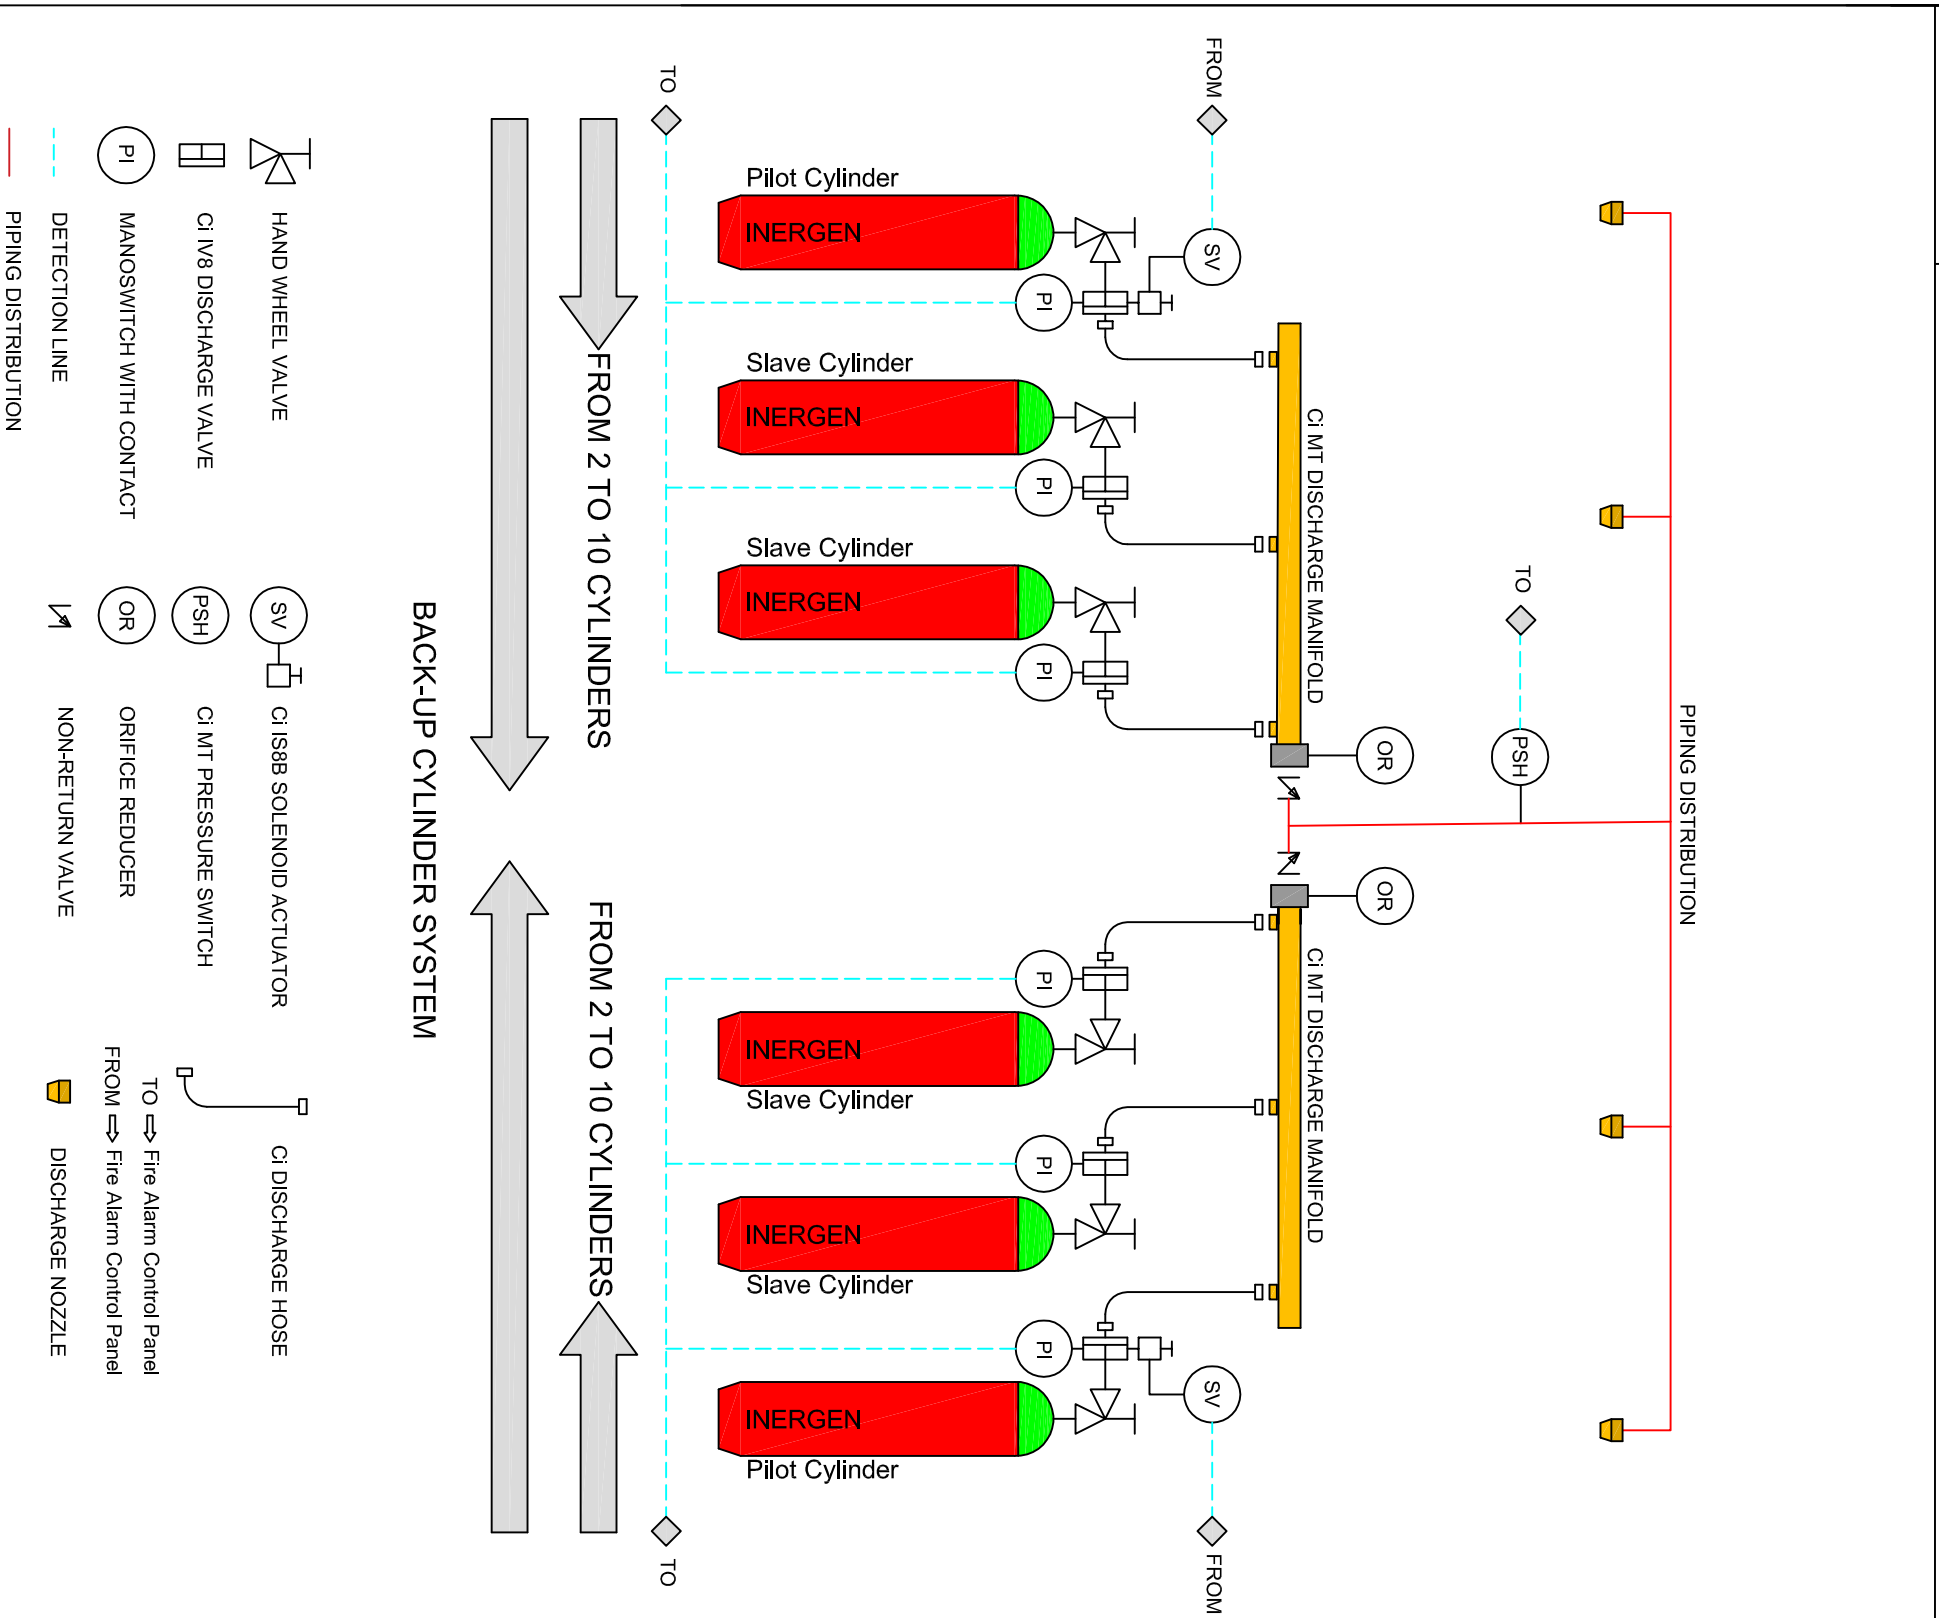 PIPING DISTRIBUTION
TO
PSH
FROM
FROM
SV
SV
OR
OR
Ci MT DISCHARGE MANIFOLD
Ci MT DISCHARGE MANIFOLD
PI
PI
PI
PI
PI
PI
Pilot Cylinder
INERGEN
Slave Cylinder
INERGEN
Slave Cylinder
INERGEN
INERGEN
Slave Cylinder
INERGEN
Slave Cylinder
INERGEN
Pilot Cylinder
TO
TO
FROM 2 TO 10 CYLINDERS
FROM 2 TO 10 CYLINDERS
BACK-UP CYLINDER SYSTEM
HAND WHEEL VALVE
Ci IV8 DISCHARGE VALVE
PI
MANOSWITCH WITH CONTACT
DETECTION LINE
PIPING DISTRIBUTION
SV
Ci IS8B SOLENOID ACTUATOR
PSH
Ci MT PRESSURE SWITCH
OR
ORIFICE REDUCER
NON-RETURN VALVE
Ci DISCHARGE HOSE
TO ⇨ Fire Alarm Control Panel
FROM ⇨ Fire Alarm Control Panel
DISCHARGE NOZZLE